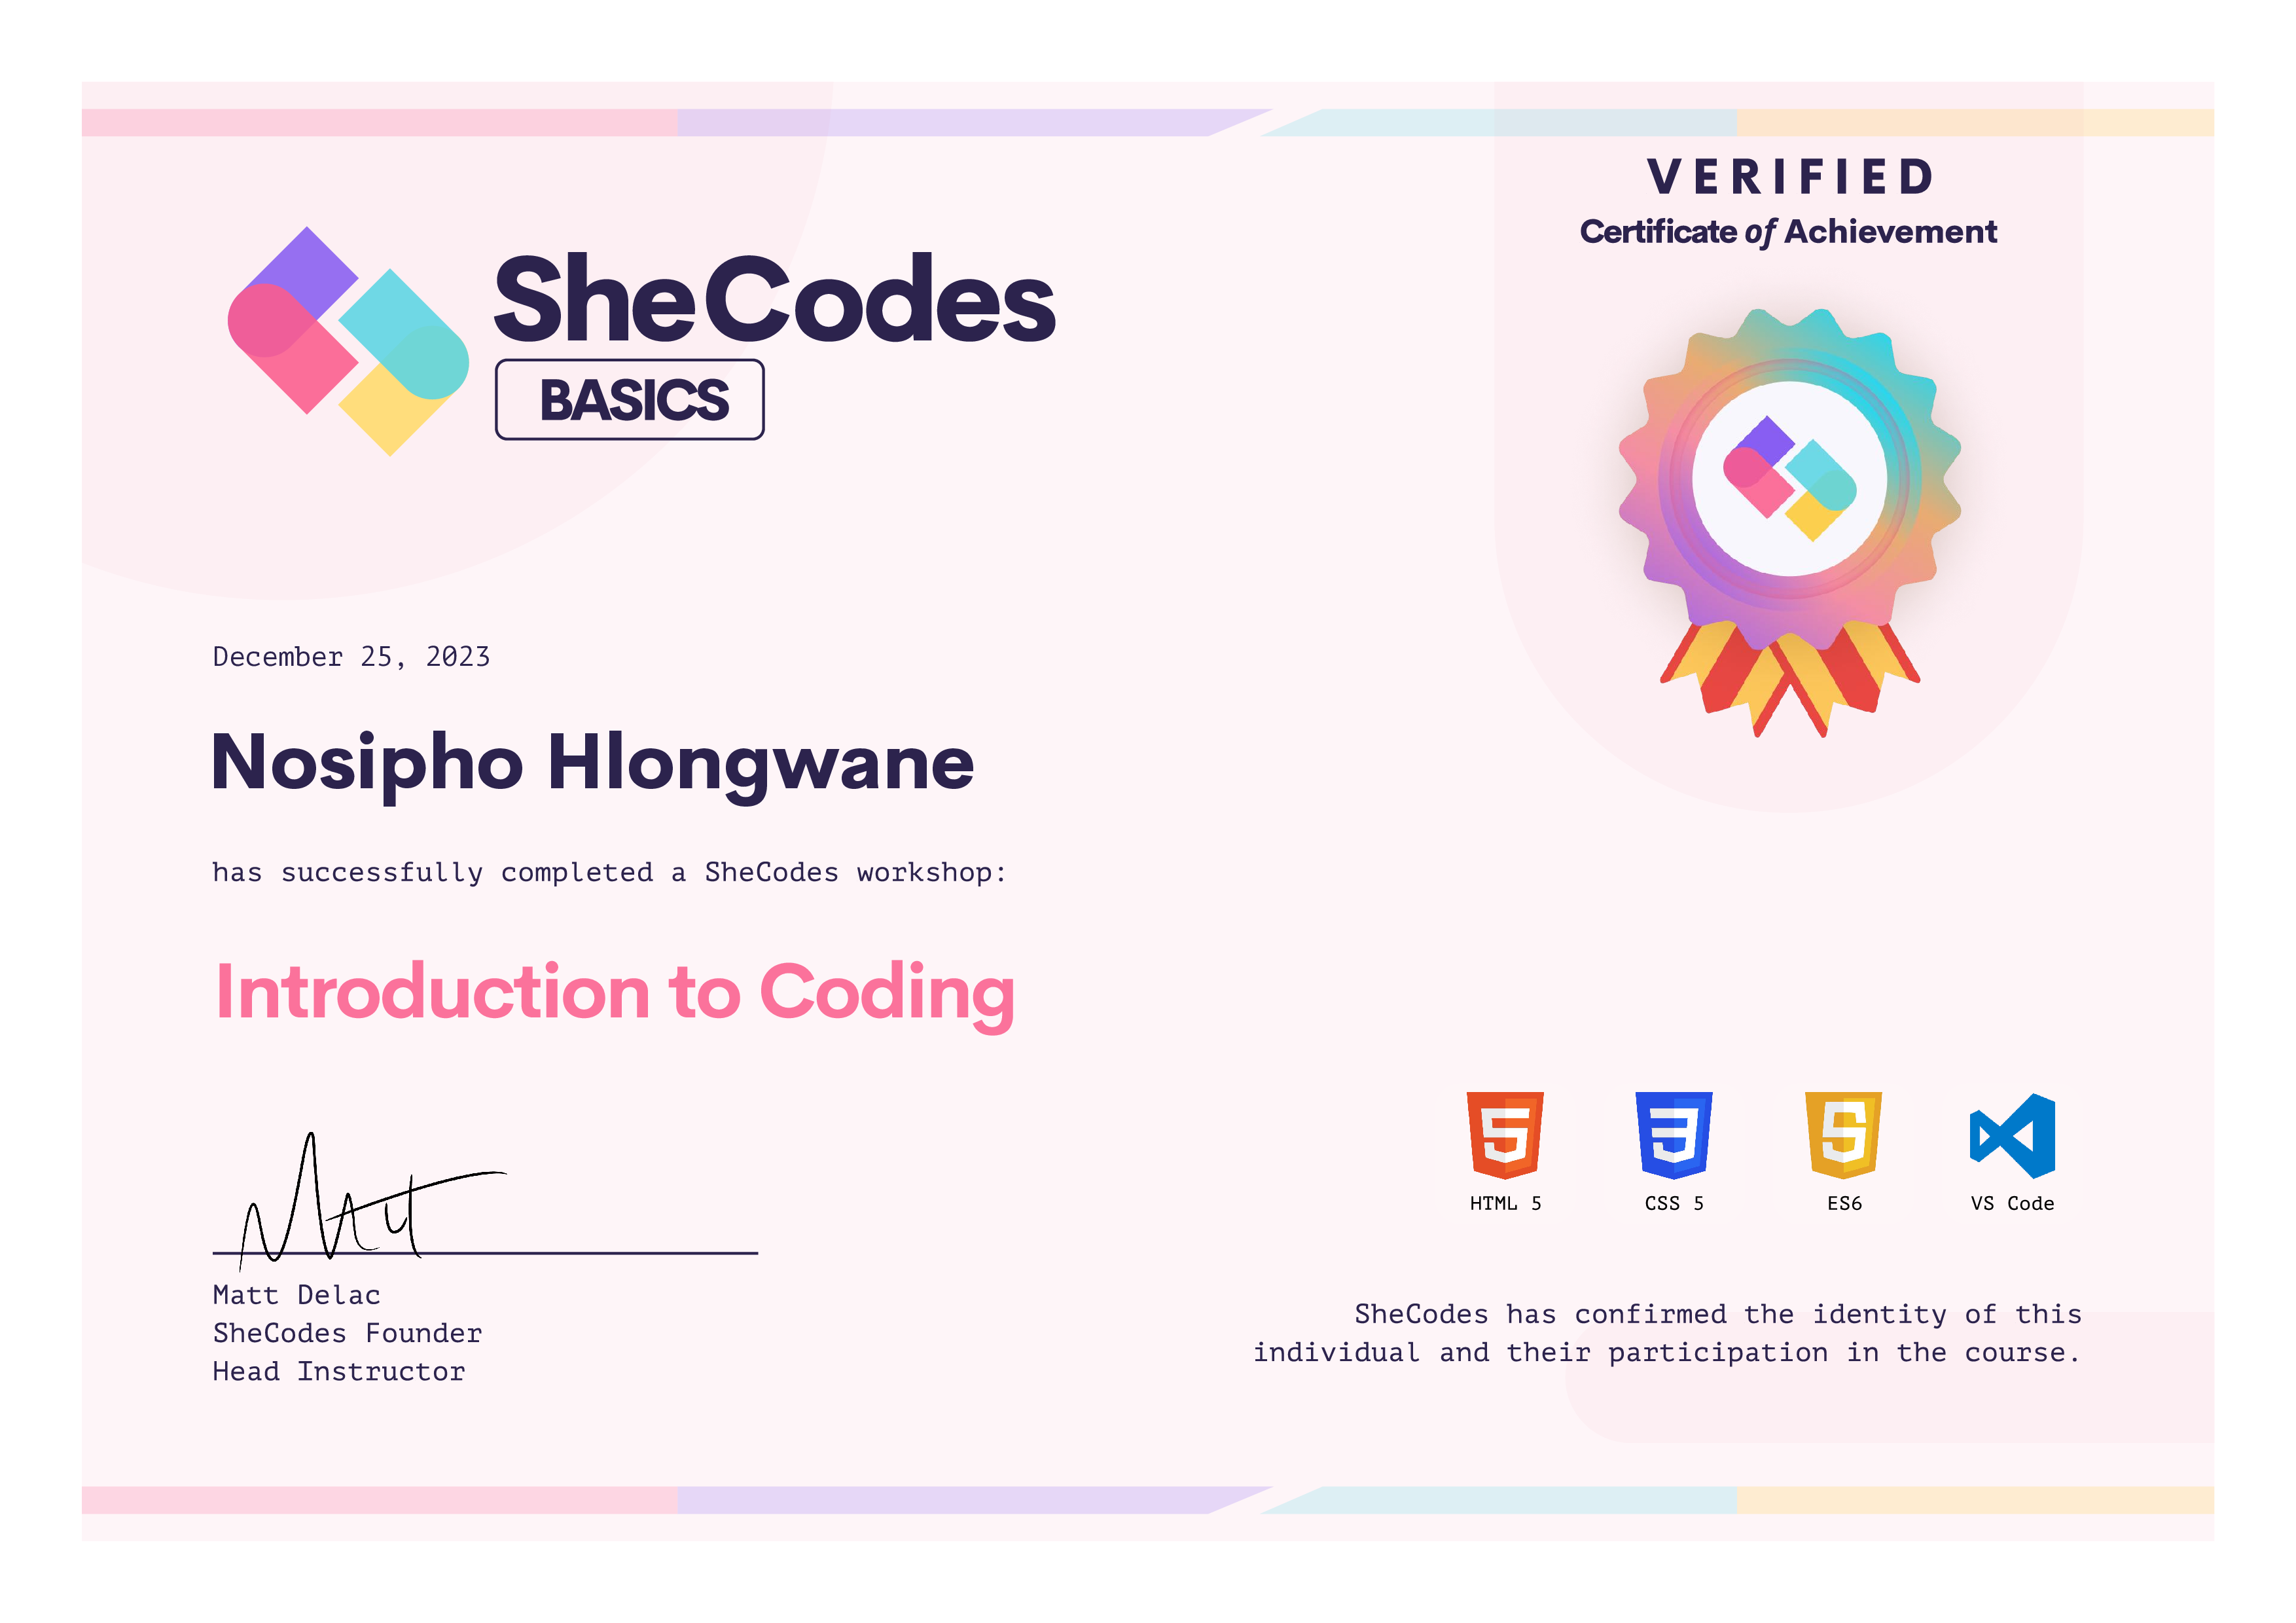 VERIFIED
Certificate of Achievement
SheCodes
BASICS
December 25, 2023
Nosipho Hlongwane
has successfully completed a SheCodes workshop:
Introduction to Coding
HTML 5
CSS 5
ES6
VS Code
Matt
Matt Delac
SheCodes Founder
Head Instructor
SheCodes has confirmed the identity of this
individual and their participation in the course.